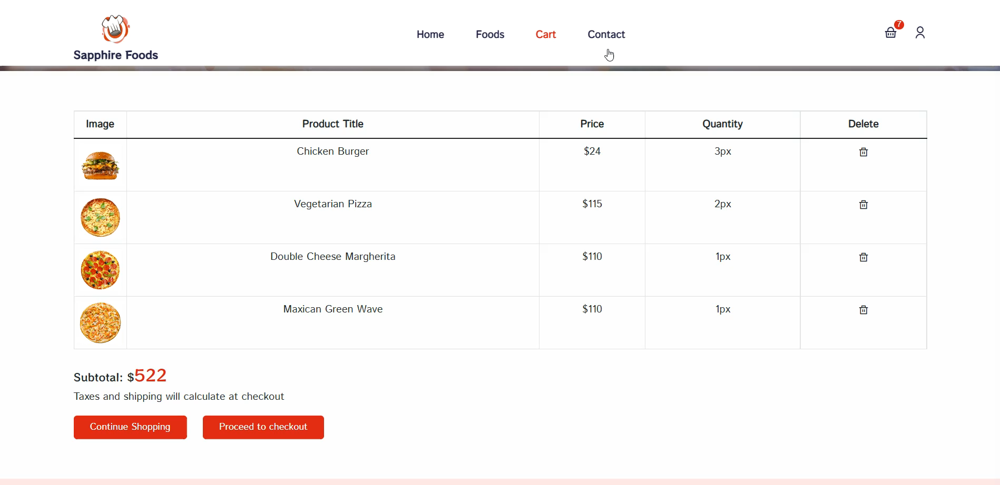 Sapphire Foods
Home Foods Cart Contact
7
Image Product Title Price Quantity Delete
Chicken Burger $24 3px
Vegetarian Pizza $115 2px
Double Cheese Margherita $110 1px
Maxican Green Wave $110 1px
Subtotal: $522
Taxes and shipping will calculate at checkout
Continue Shopping Proceed to checkout